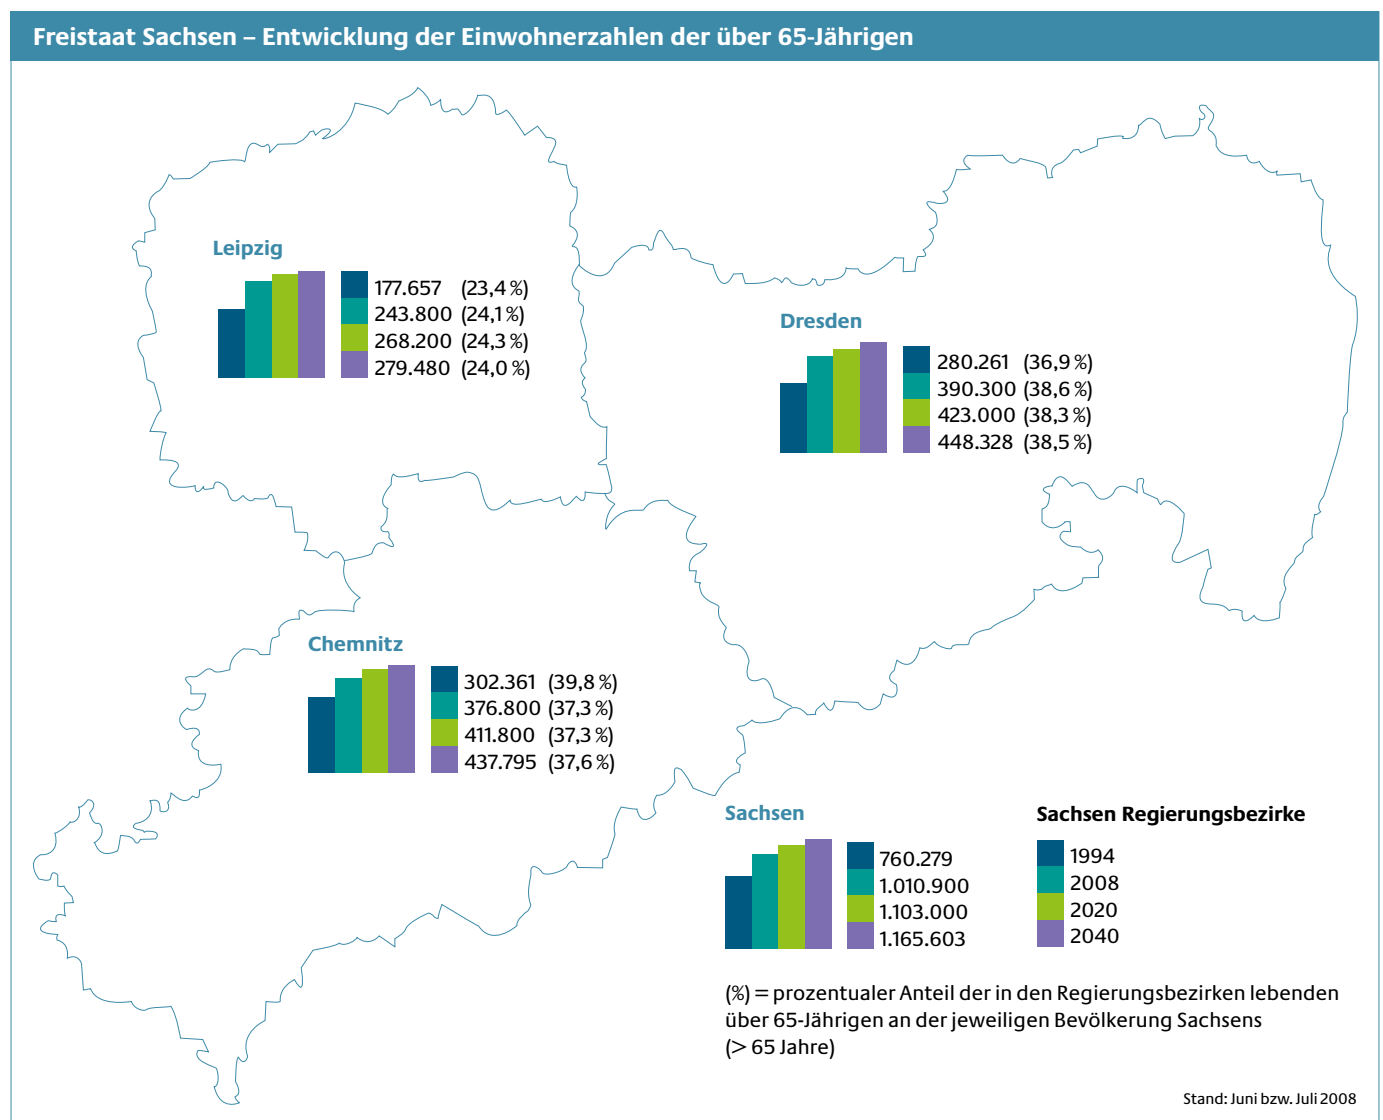 Freistaat Sachsen – Entwicklung der Einwohnerzahlen der über 65-Jährigen
Leipzig
177.657 (23,4 %)
243.800 (24,1 %)
268.200 (24,3 %)
279.480 (24,0 %)
Dresden
280.261 (36,9 %)
390.300 (38,6 %)
423.000 (38,3 %)
448.328 (38,5 %)
Chemnitz
302.361 (39,8 %)
376.800 (37,3 %)
411.800 (37,3 %)
437.795 (37,6 %)
Sachsen
760.279
1.010.900
1.103.000
1.165.603
Sachsen Regierungsbezirke
1994
2008
2020
2040
(%) = prozentualer Anteil der in den Regierungsbezirken lebenden
über 65-Jährigen an der jeweiligen Bevölkerung Sachsens
(> 65 Jahre)
Stand: Juni bzw. Juli 2008